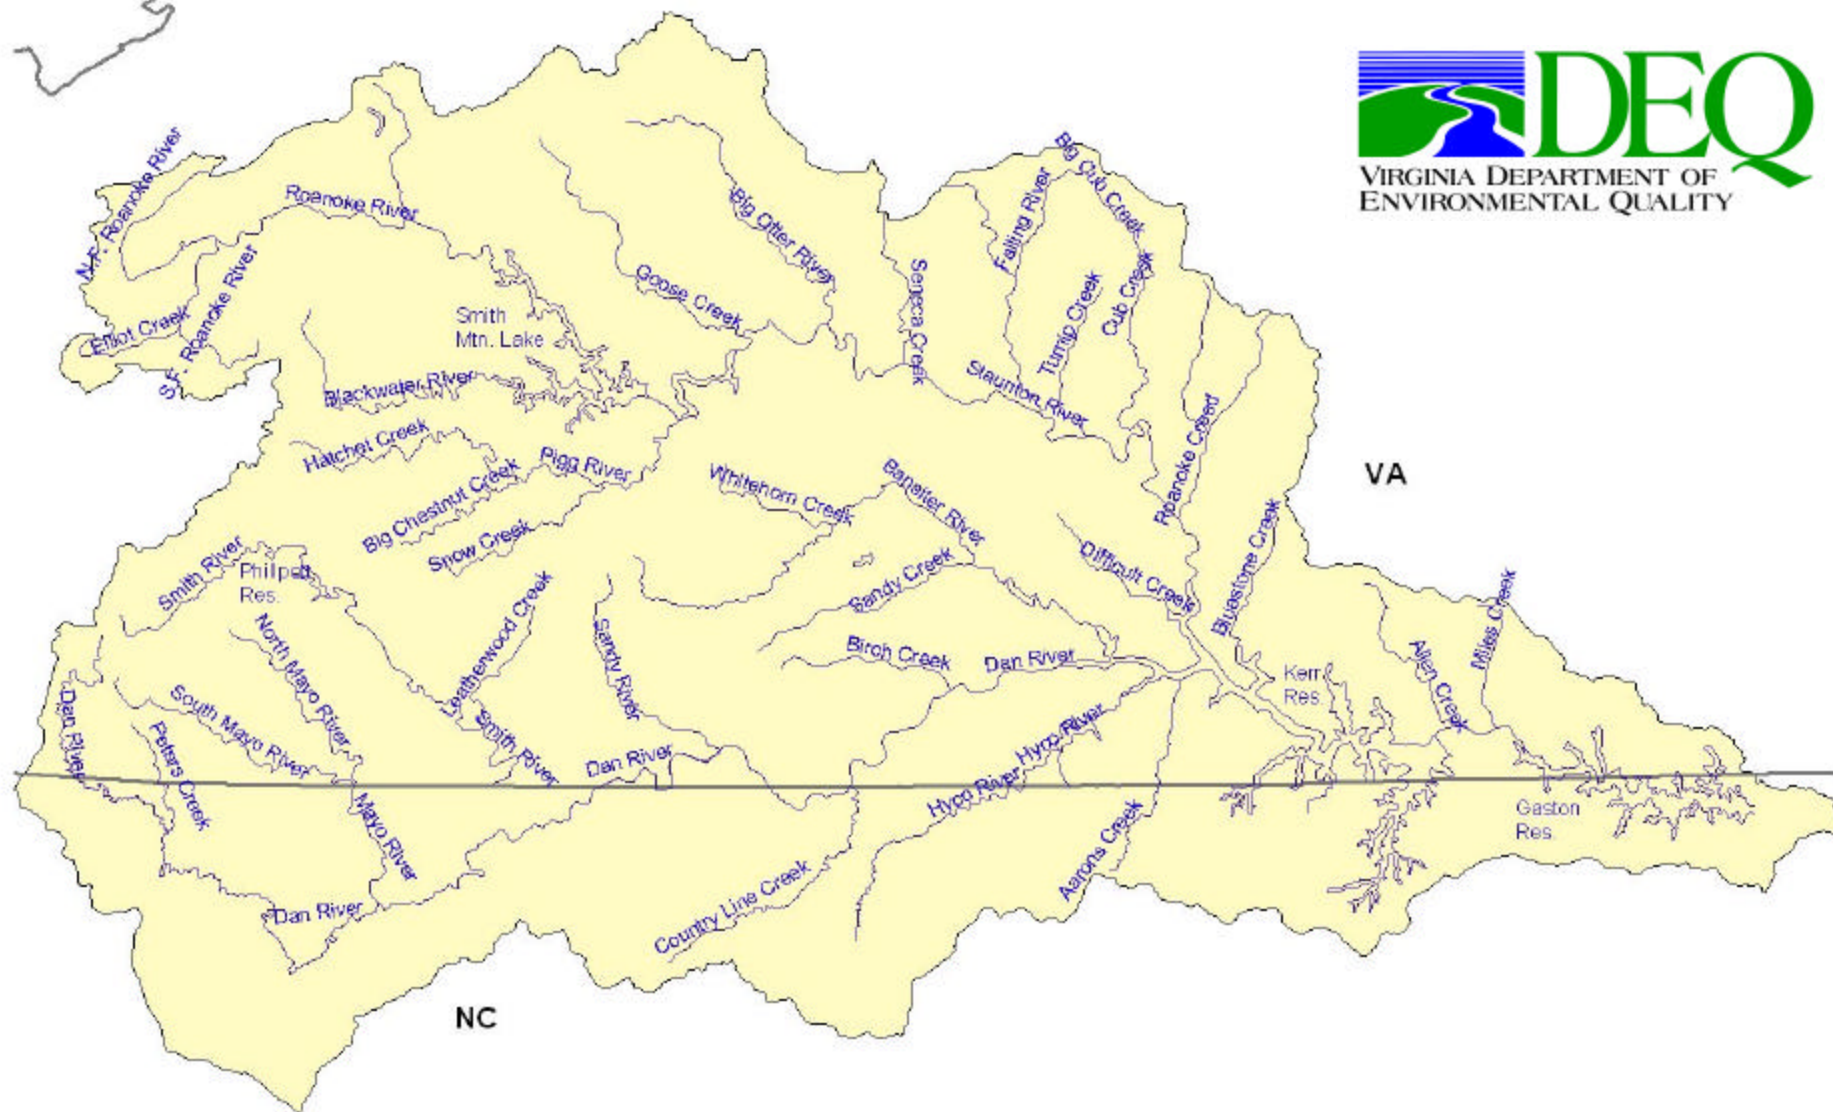 DEQ
VIRGINIA DEPARTMENT OF
ENVIRONMENTAL QUALITY
N.F. Roanoke River
Roanoke River
Big Otter River
Falling River
Big Cub Creek
Elliot Creek
S.F. Roanoke River
Goose Creek
Seneca Creek
Turnip Creek
Cub Creek
Smith
Mtn. Lake
Blackwater River
Staunton River
Hatchet Creek
Pigg River
Big Chestnut Creek
Snow Creek
Whitehorn Creek
Banister River
Roanoke Creed
VA
Smith River
Philpott
Res.
Leatherwood Creek
Sandy Creek
Difficult Creek
Bluestone Creek
Miles Creek
North Mayo River
Sandy River
Birch Creek
Dan River
Kerr
Res.
Allen Creek
Dan River
South Mayo River
Peters Creek
Smith River
Dan River
Hyco River
Hyco River
Mayo River
Aarons Creek
Gaston
Res.
Dan River
Country Line Creek
NC